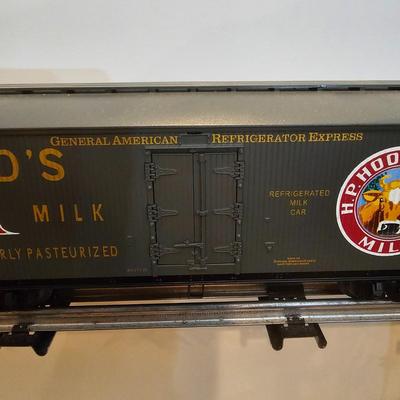 GENERAL AMERICAN REFRIGERATOR EXPRESS
D'S
MILK
RLY PASTEURIZED
REFRIGERATED
MILK
CAR
H.P. HOO
MIL